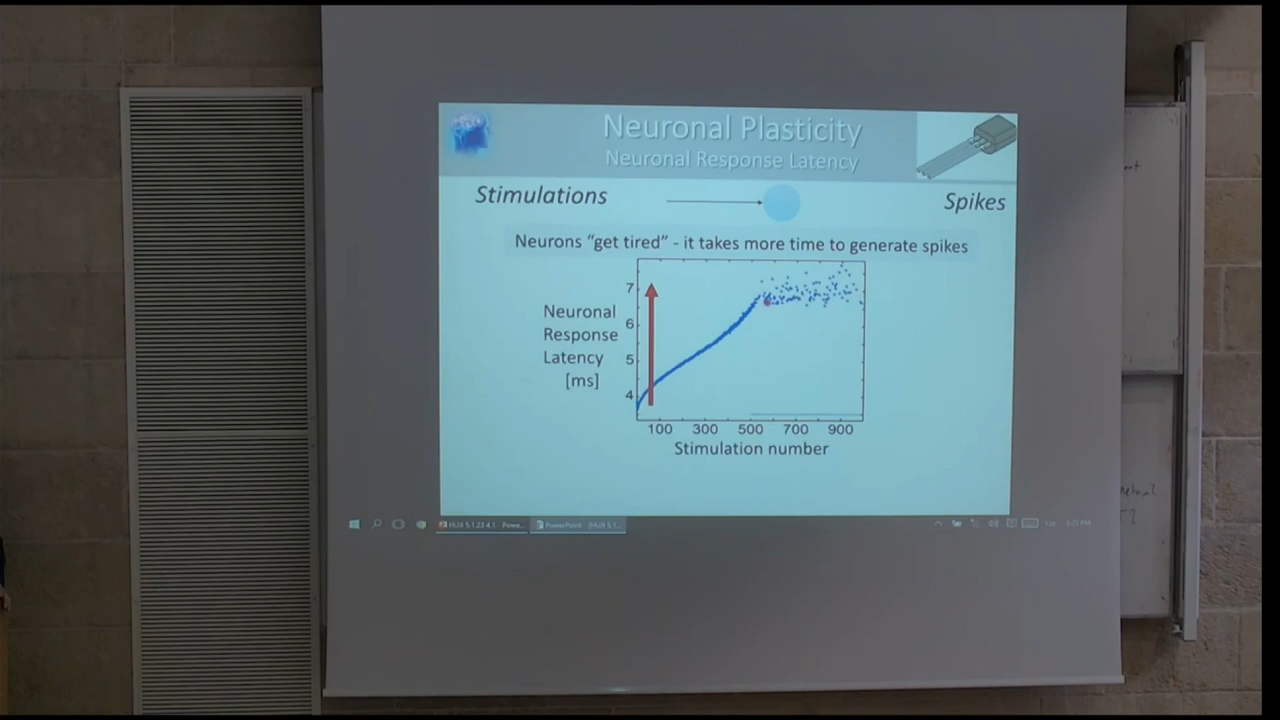 Neuronal Plasticity
Neuronal Response Latency
Stimulations
Spikes
Neurons "get tired" - it takes more time to generate spikes
Neuronal
Response
Latency
[ms]
7
6
5
4
100 300 500 700 900
Stimulation number